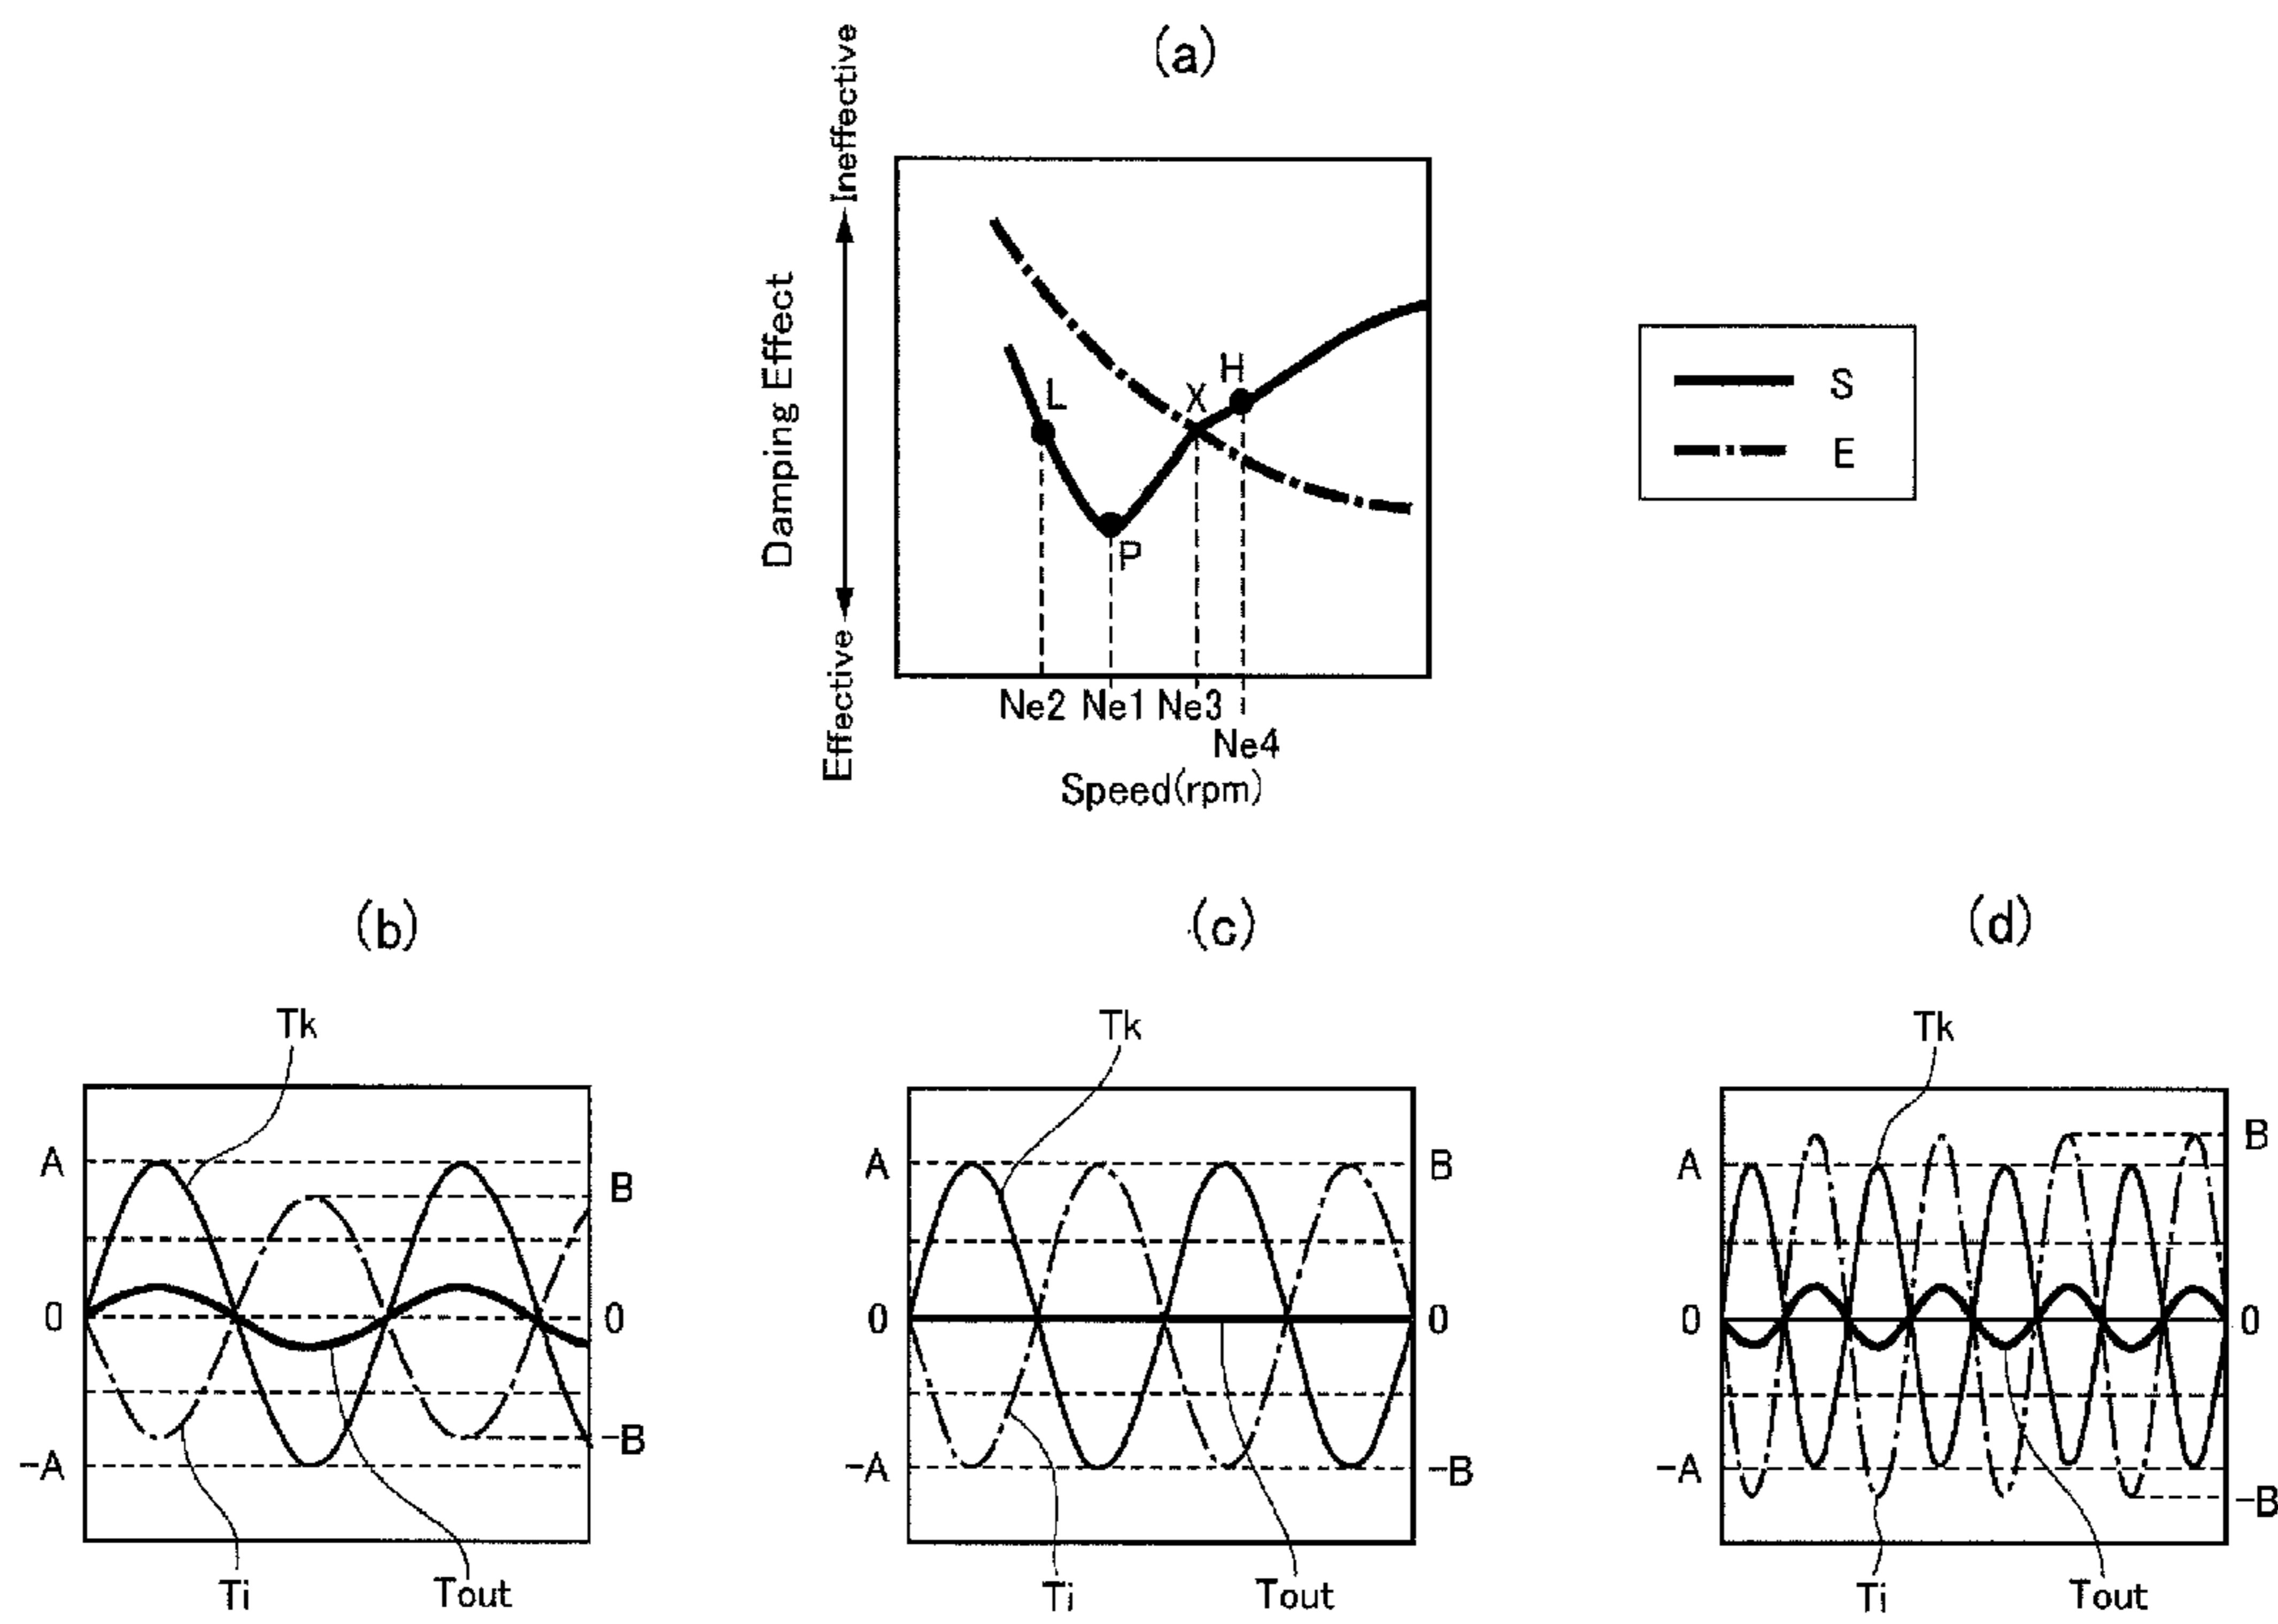 (a)
Ineffective
Damping Effect
Effective
L
P
X
H
S
E
Ne2 Ne1 Ne3
Ne4
Speed(rpm)
(b)
Tk
A
0
-A
B
0
-B
Ti
Tout
(c)
Tk
A
0
-A
B
0
-B
Ti
Tout
(d)
Tk
A
0
-A
B
0
-B
Ti
Tout